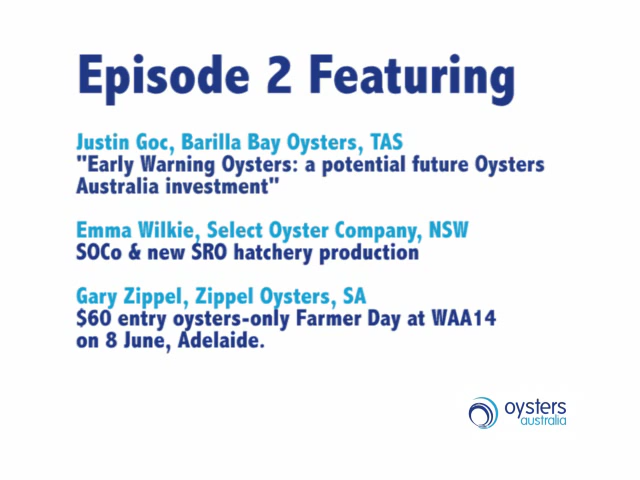 Episode 2 Featuring
Justin Goc, Barilla Bay Oysters, TAS
"Early Warning Oysters: a potential future Oysters
Australia investment"
Emma Wilkie, Select Oyster Company, NSW
SOCo & new SRO hatchery production
Gary Zippel, Zippel Oysters, SA
$60 entry oysters-only Farmer Day at WAA14
on 8 June, Adelaide.
oysters
australia